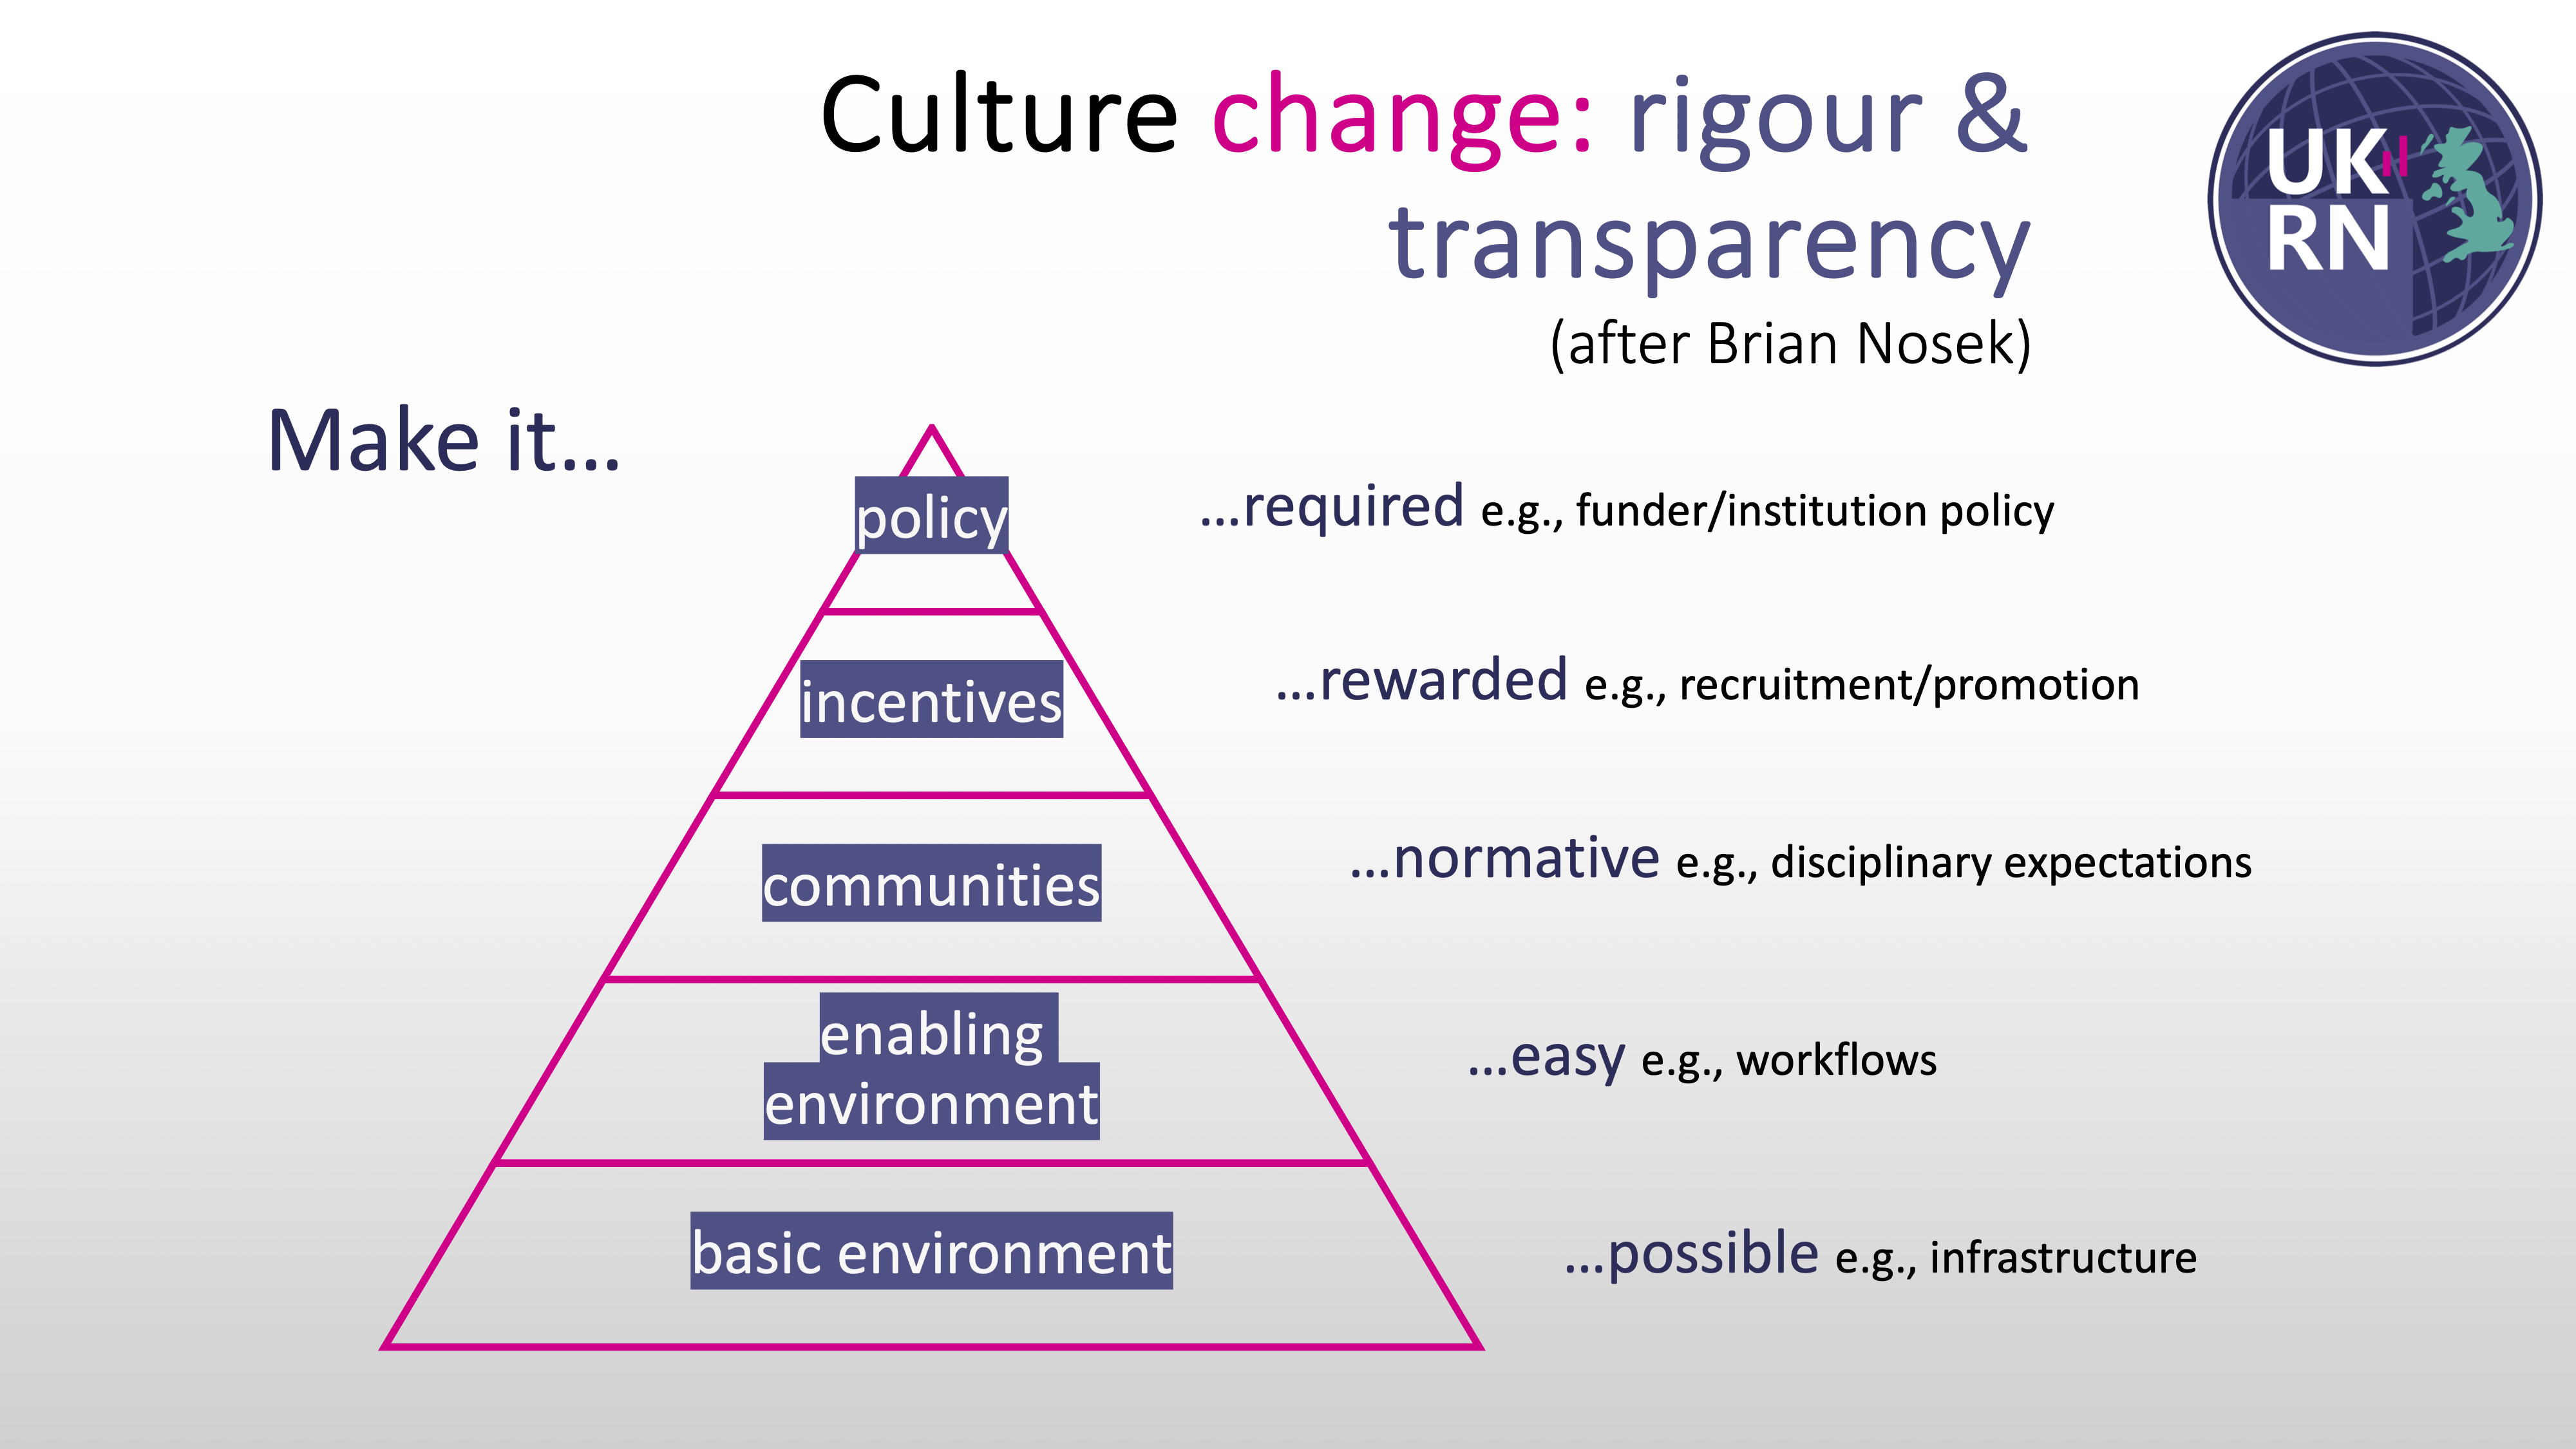 Culture change: rigour &
transparency
(after Brian Nosek)
UK
RN
Make it...
policy
...required e.g., funder/institution policy
incentives
...rewarded e.g., recruitment/promotion
communities
...normative e.g., disciplinary expectations
enabling
environment
...easy e.g., workflows
basic environment
...possible e.g., infrastructure